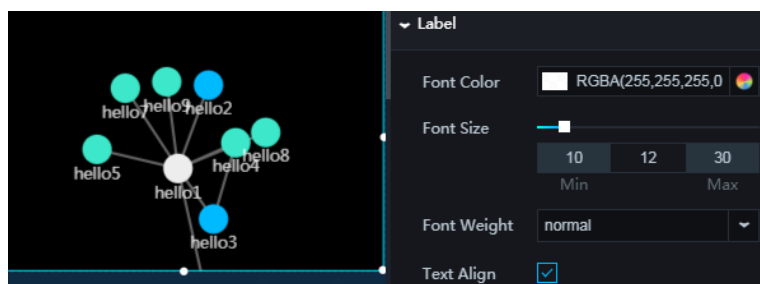 hello7
hello9
hello2
hello5
hello4
hello8
hello1
hello3
Label
Font Color
RGBA(255,255,255,0
Font Size
10 12 30
Min Max
Font Weight normal
Text Align